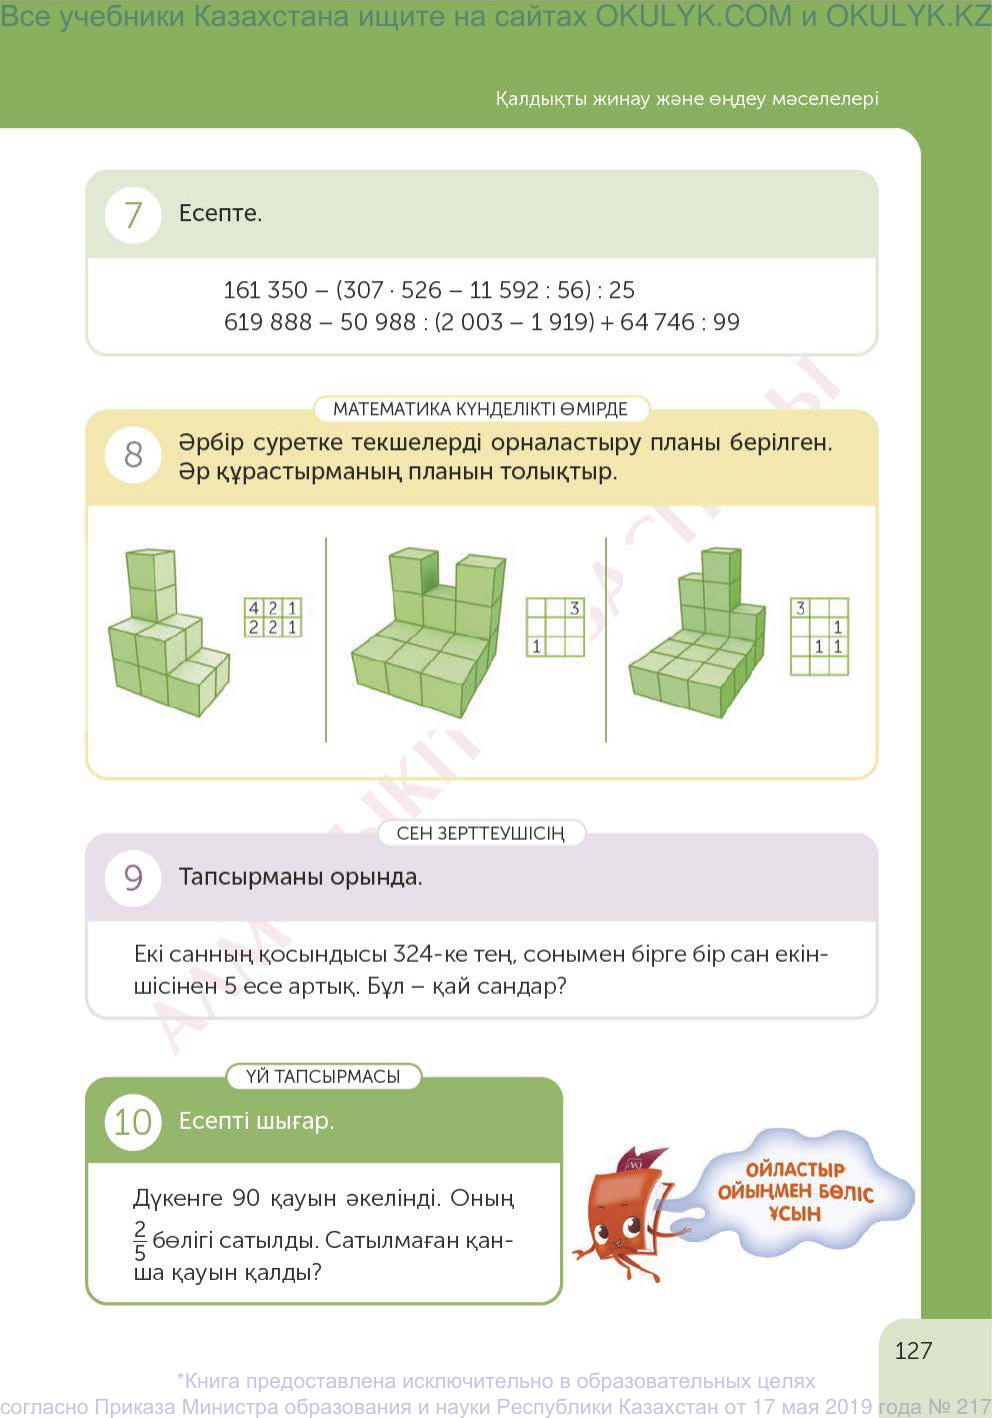 Все учебники Казахстана ищите на сайтах OKULYK.COM и OKULYK.KZ
Қалдықты жинау және өңдеу мәселелері
7 Есепте.
161 350 – (307 · 526 – 11 592 : 56) : 25
619 888 – 50 988 : (2 003 – 1 919) + 64 746 : 99
МАТЕМАТИКА КҮНДЕЛІКТІ ӨМІРДЕ
8 Әрбір суретке текшелерді орналастыру планы берілген.
Әр құрастырманың планын толықтыр.
4 2 1
2 2 1
3
1
3
1
1 1
СЕН ЗЕРТТЕУШІСІҢ
9 Тапсырманы орында.
Екі санның қосындысы 324-ке тең, сонымен бірге бір сан екін-
шісінен 5 есе артық. Бұл – қай сандар?
ҮЙ ТАПСЫРМАСЫ
10 Есепті шығар.
Дүкенге 90 қауын әкелінді. Оның
2/5 бөлігі сатылды. Сатылмаған қан-
ша қауын қалды?
ОЙЛАСТЫР
ОЙЫҢМЕН БӨЛІС
ҰСЫН
127
*Книга предоставлена исключительно в образовательных целях
согласно Приказа Министра образования и науки Республики Казахстан от 17 мая 2019 года № 217